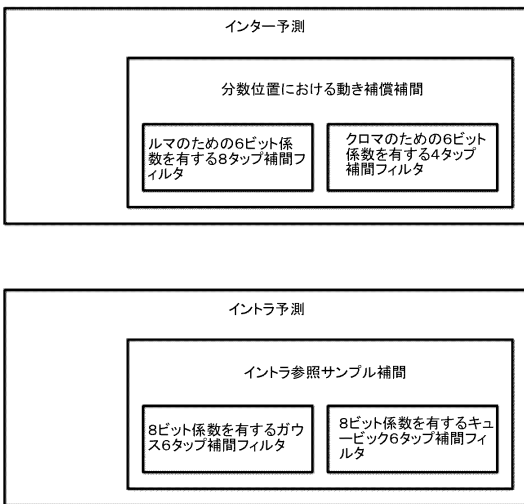 インター予測
分数位置における動き補償補間
ルマのための6ビット係
数を有する8タップ補間フ
ィルタ
クロマのための6ビット
係数を有する4タップ
補間フィルタ
イントラ予測
イントラ参照サンプル補間
8ビット係数を有するガウ
ス6タップ補間フィルタ
8ビット係数を有するキュ
ービック6タップ補間フィ
ルタ